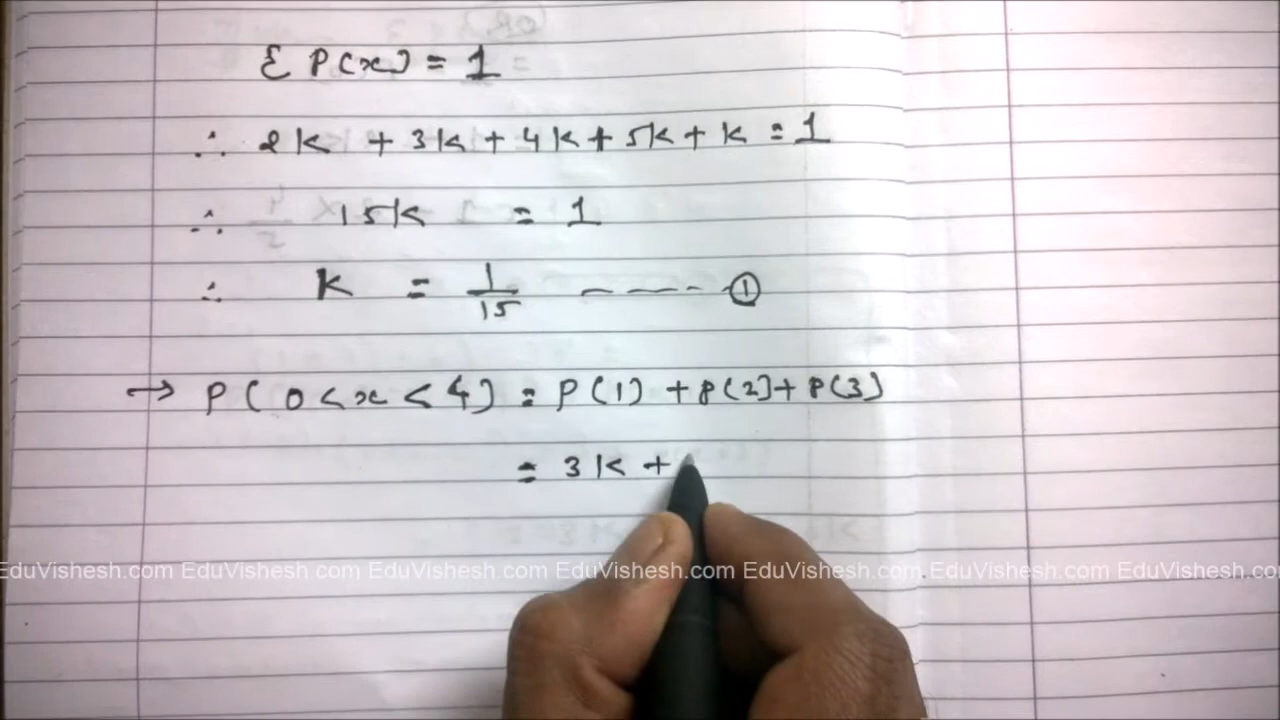 Σ P(x) = 1
∴ 2K + 3K + 4K + 5K + K = 1
∴ 15K = 1
∴ K = 1/15 ---- ①
→ P(0<x<4) = P(1) + P(2) + P(3)
= 3K +
EduVishesh.com EduVishesh.com EduVishesh.com EduVishesh.com EduVishesh.com EduVishesh.com EduVishesh.com